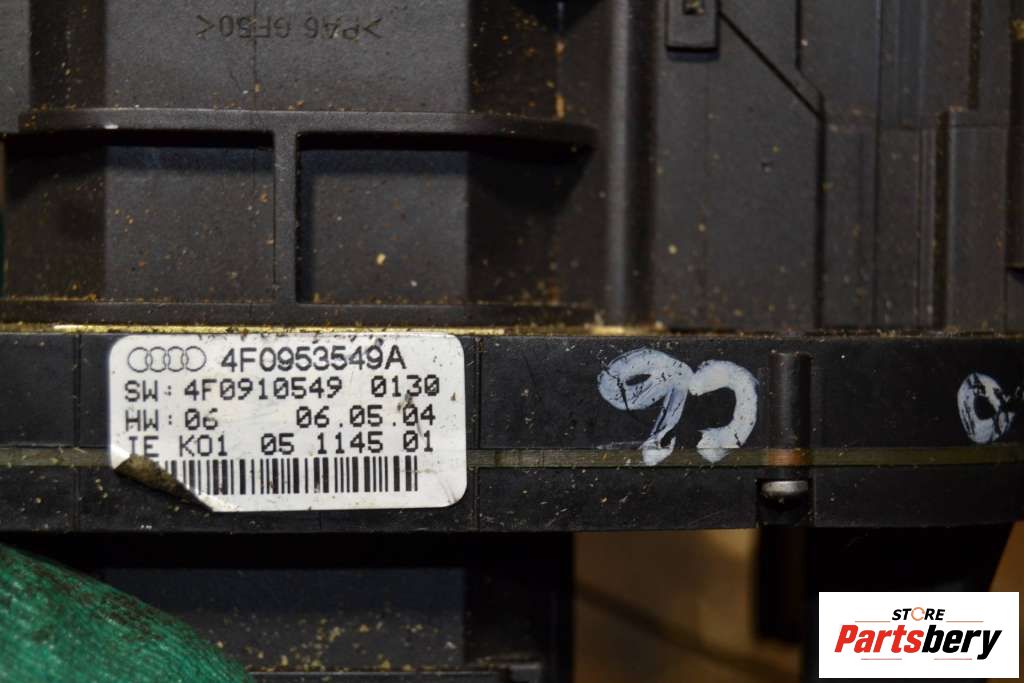 >PA6 GF50<
4F0953549A
SW: 4F0910549 0130
HW: 06 06.05.04
IE K01 05 1145 01
STORE
Partsbery